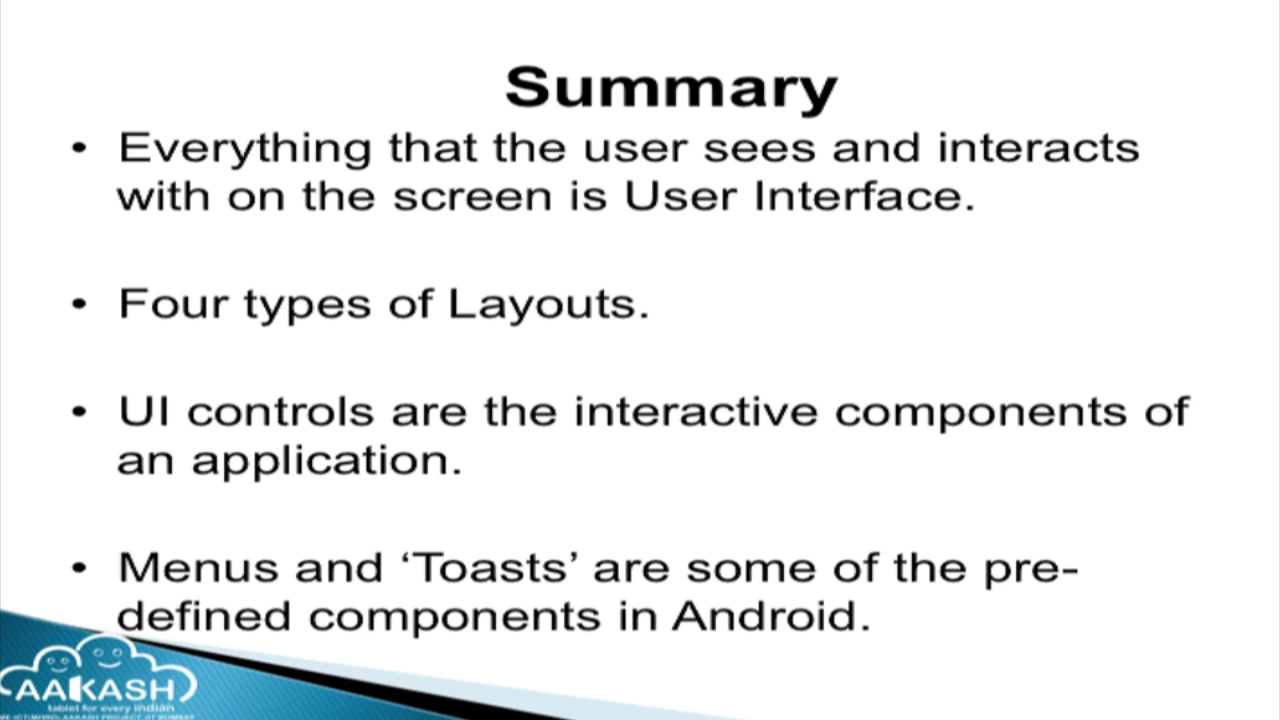 Summary
• Everything that the user sees and interacts
with on the screen is User Interface.
• Four types of Layouts.
• UI controls are the interactive components of
an application.
• Menus and ‘Toasts’ are some of the pre-
defined components in Android.
AAKASH
tablet for every indian